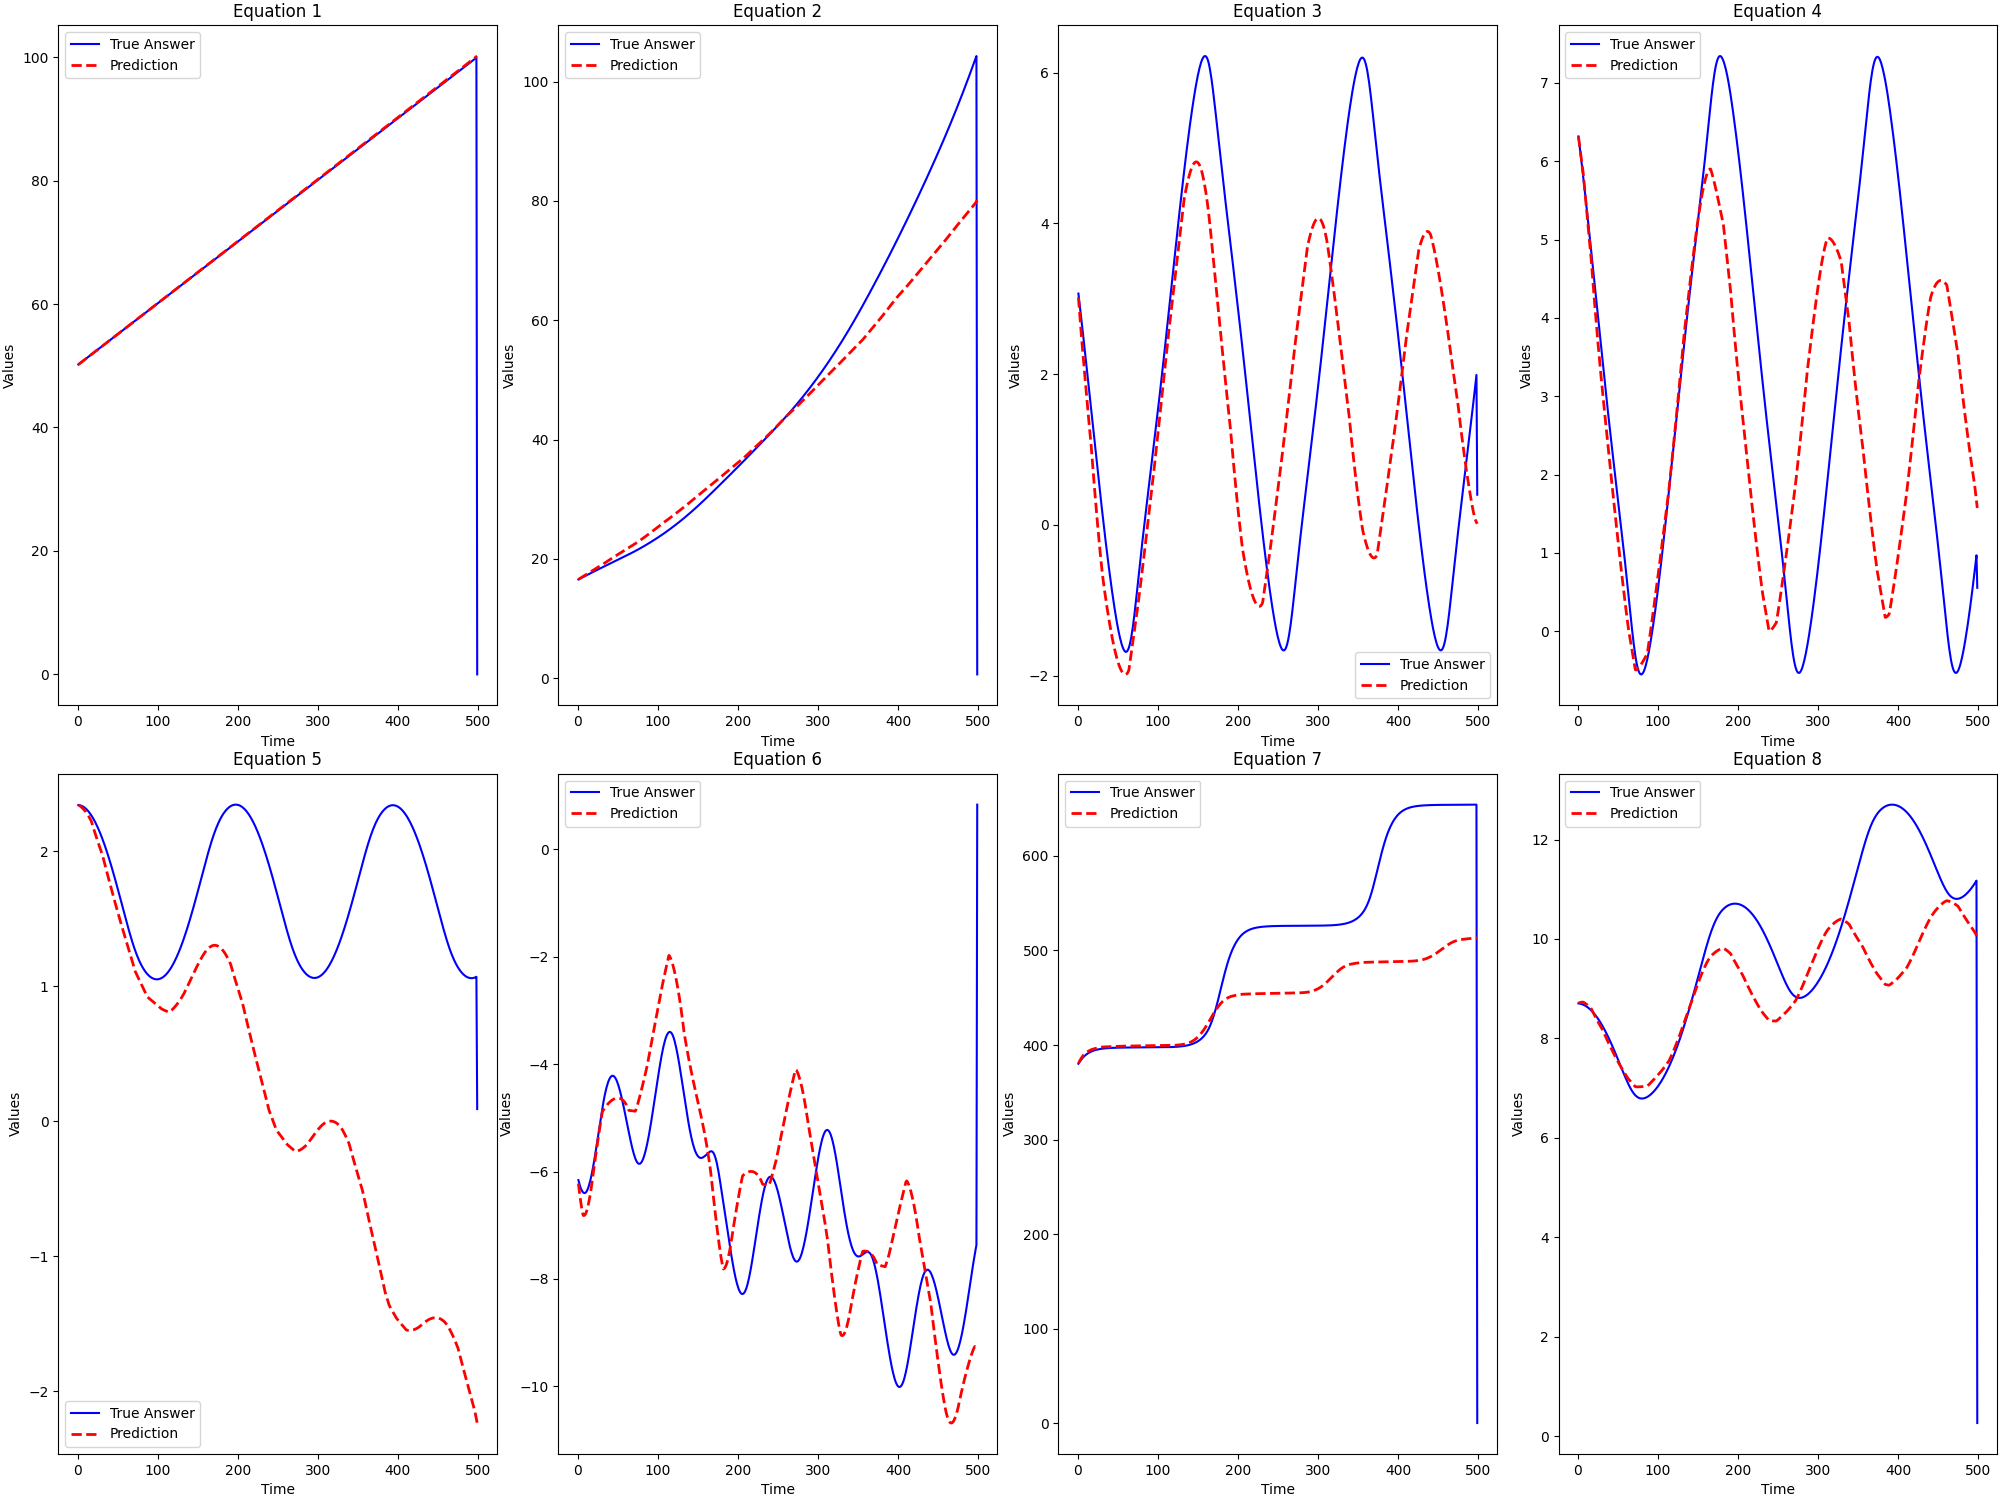 Equation 1
True Answer
Prediction
100
80
60
40
20
0
Values
0 100 200 300 400 500
Time
Equation 2
True Answer
Prediction
100
80
60
40
20
0
Values
0 100 200 300 400 500
Time
Equation 3
6
4
2
0
−2
Values
True Answer
Prediction
0 100 200 300 400 500
Time
Equation 4
True Answer
Prediction
7
6
5
4
3
2
1
0
Values
0 100 200 300 400 500
Time
Equation 5
2
1
0
−1
−2
Values
True Answer
Prediction
0 100 200 300 400 500
Time
Equation 6
True Answer
Prediction
0
−2
−4
−6
−8
−10
Values
0 100 200 300 400 500
Time
Equation 7
True Answer
Prediction
600
500
400
300
200
100
0
Values
0 100 200 300 400 500
Time
Equation 8
True Answer
Prediction
12
10
8
6
4
2
0
Values
0 100 200 300 400 500
Time